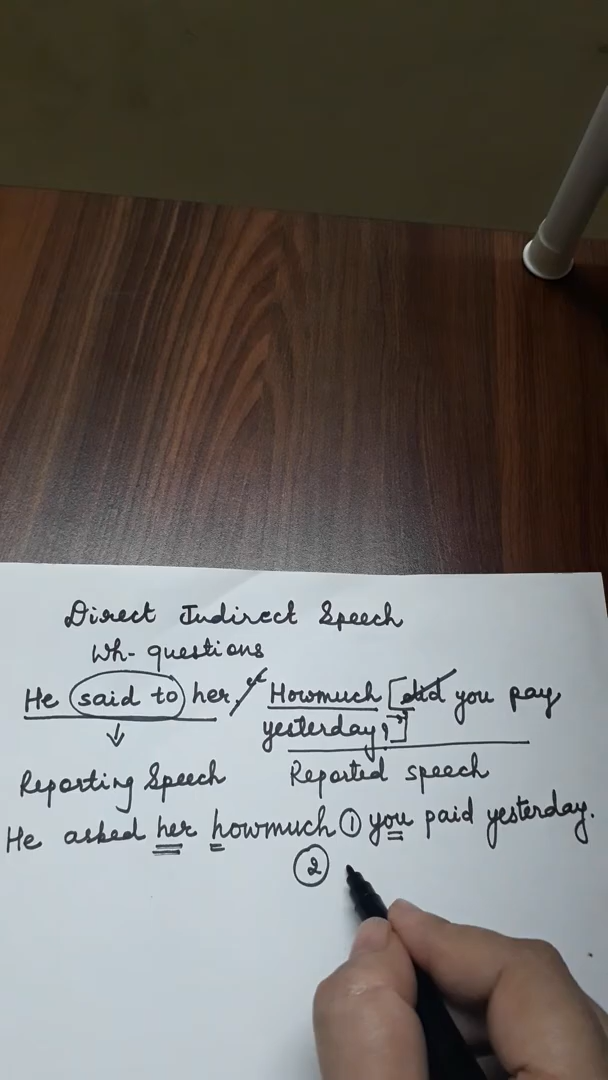 Direct Indirect Speech
Wh- questions
He said to her, " Howmuch [did you pay
yesterday?"]
Reporting Speech Reported speech
He asked her howmuch ① you paid yesterday.
②